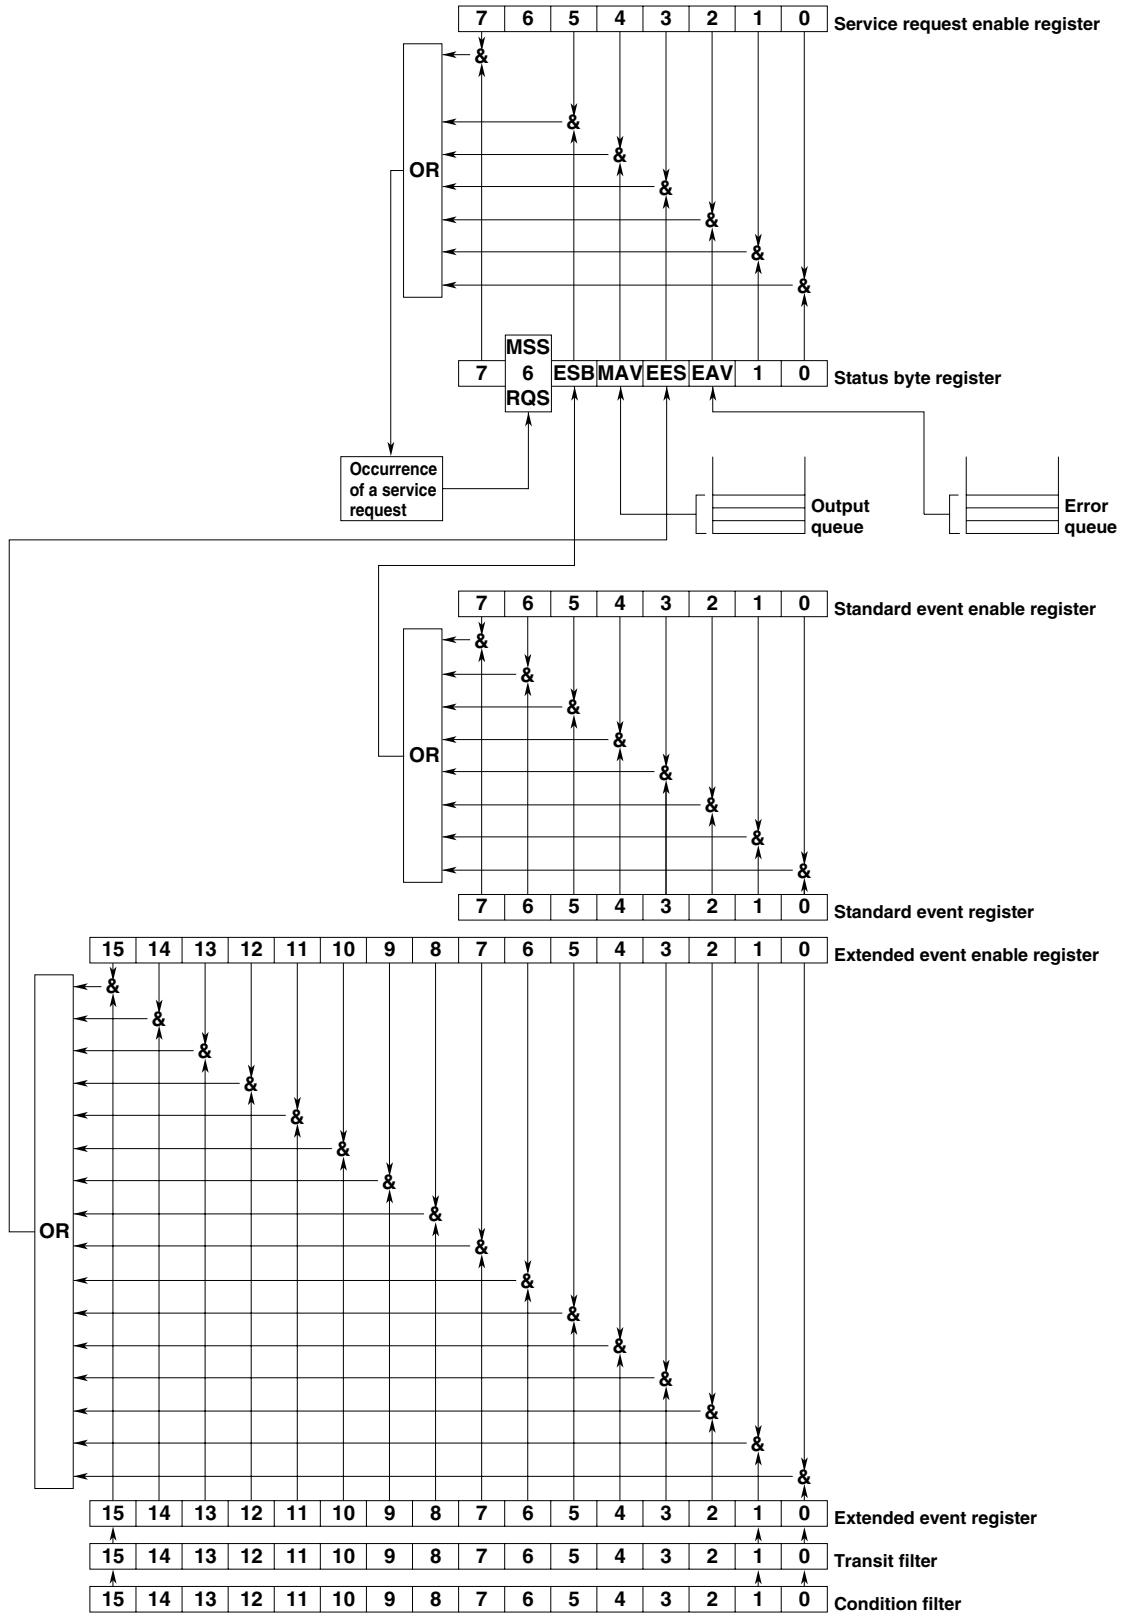 7 6 5 4 3 2 1 0 Service request enable register
&
&
&
OR
&
&
&
&
MSS
7 6 ESB MAV EES EAV 1 0 Status byte register
RQS
Occurrence
of a service
request
Output
queue
Error
queue
7 6 5 4 3 2 1 0 Standard event enable register
&
&
&
&
OR
&
&
&
&
7 6 5 4 3 2 1 0 Standard event register
15 14 13 12 11 10 9 8 7 6 5 4 3 2 1 0 Extended event enable register
&
&
&
&
&
&
&
&
OR
&
&
&
&
&
&
&
&
15 14 13 12 11 10 9 8 7 6 5 4 3 2 1 0 Extended event register
15 14 13 12 11 10 9 8 7 6 5 4 3 2 1 0 Transit filter
15 14 13 12 11 10 9 8 7 6 5 4 3 2 1 0 Condition filter